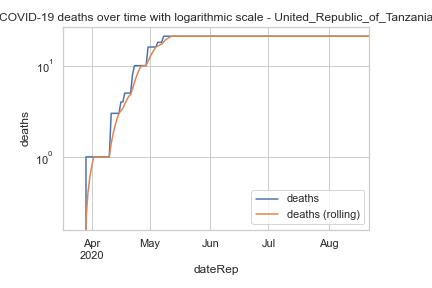 COVID-19 deaths over time with logarithmic scale - United_Republic_of_Tanzania
10¹
10⁰
deaths
deaths
deaths (rolling)
Apr May Jun Jul Aug
2020
dateRep